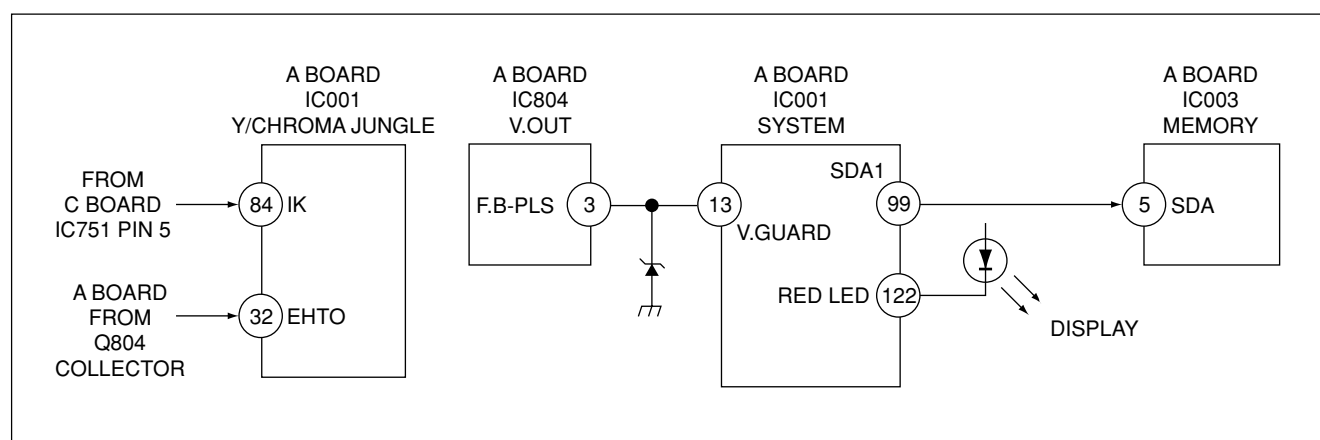 A BOARD
IC001
Y/CHROMA JUNGLE
FROM
C BOARD
IC751 PIN 5
84
IK
A BOARD
FROM
Q804
COLLECTOR
32
EHTO
A BOARD
IC804
V.OUT
F.B-PLS
3
A BOARD
IC001
SYSTEM
13
V.GUARD
SDA1
99
RED LED
122
DISPLAY
A BOARD
IC003
MEMORY
5
SDA